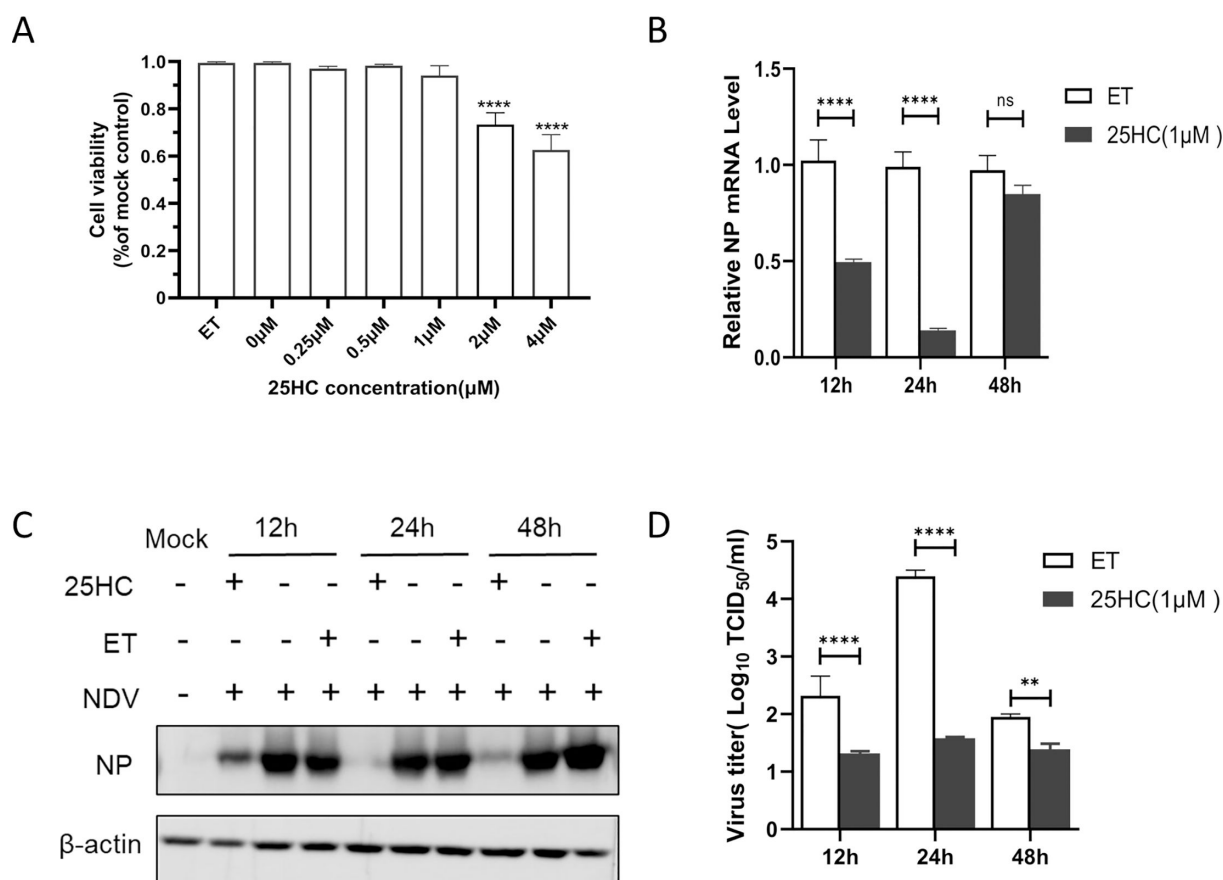 A
Cell viability
(%of mock control)
1.0
0.8
0.6
0.4
0.2
0
****
****
ET
0μM
0.25μM
0.5μM
1μM
2μM
4μM
25HC concentration(μM)
B
Relative NP mRNA Level
1.5
1.0
0.5
0.0
****
****
ns
12h
24h
48h
ET
25HC(1μM )
C
Mock
12h
24h
48h
25HC - + - - + - - + - -
ET - - - + - - + - - +
NDV - + + + + + + + + +
NP
β-actin
D
Virus titer( Log10 TCID50/ml)
5
4
3
2
1
0
****
****
**
12h
24h
48h
ET
25HC(1μM )